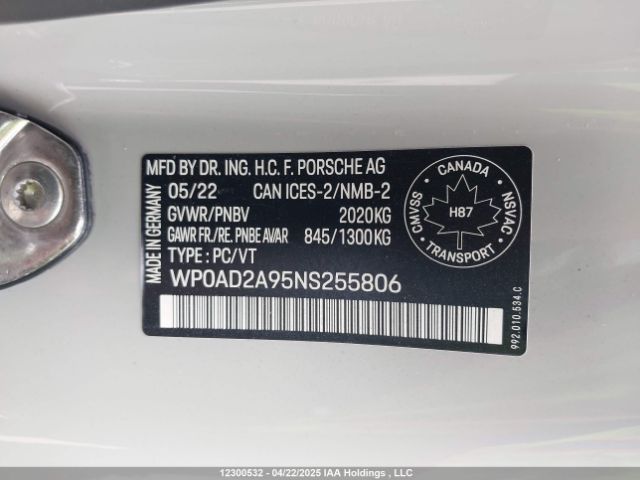 MFD BY DR. ING. H.C. F. PORSCHE AG
05/22 CAN ICES-2/NMB-2
GVWR/PNBV 2020KG
GAWR FR./RE. PNBE AV/AR 845/1300KG
TYPE : PC/VT
WP0AD2A95NS255806
MADE IN GERMANY
CANADA
CMVSS
H87
NSVAC
TRANSPORT
992.010.534.C
12300532 - 04/22/2025 IAA Holdings , LLC